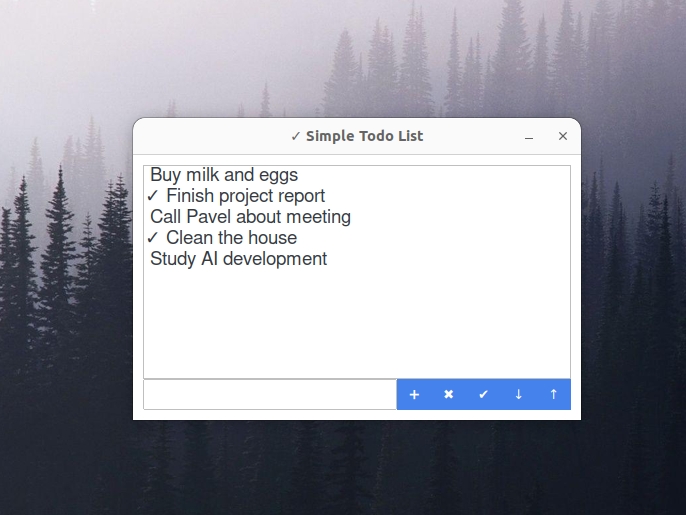 ✓ Simple Todo List
Buy milk and eggs
✓ Finish project report
Call Pavel about meeting
✓ Clean the house
Study AI development
+ ✖ ✔ ↓ ↑